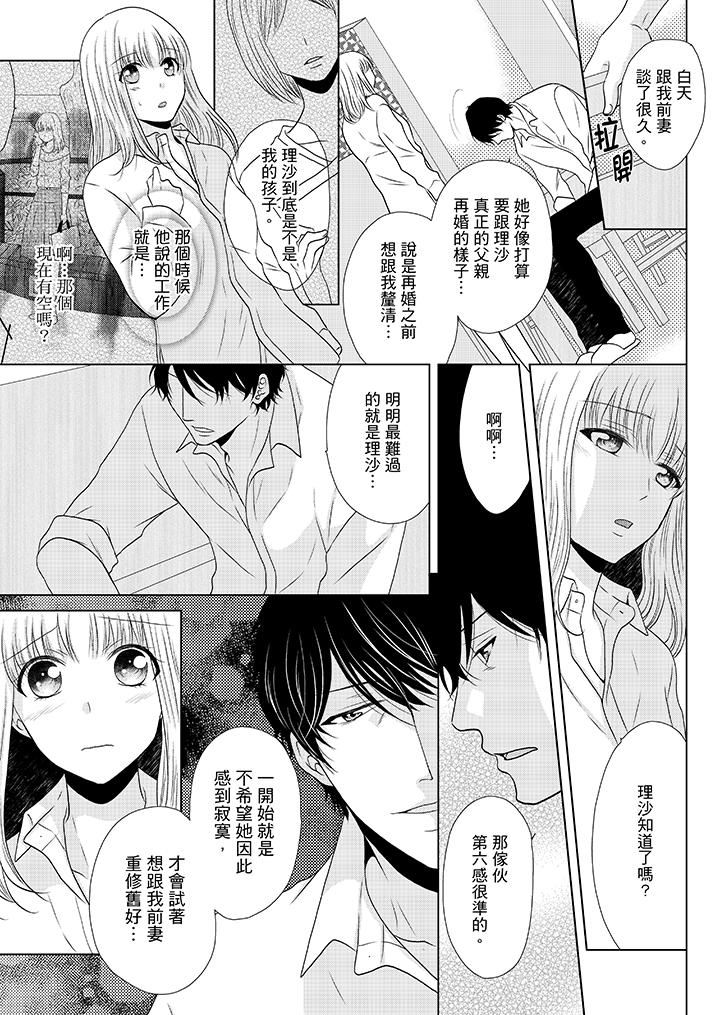 白天
跟我前妻
談了很久。
拉開
她好像打算
要跟理沙
真正的父親
再婚的樣子…
說是再婚之前
想跟我釐清…
理沙到底是不是
我的孩子。
那個時候
他說的工作
就是…
啊…那個
現在有空嗎？
啊啊…
理沙知道了嗎？
那傢伙
第六感很準的。
明明最難過
的就是理沙…
一開始就是
不希望她因此
感到寂寞，
才會試著
想跟我前妻
重修舊好…